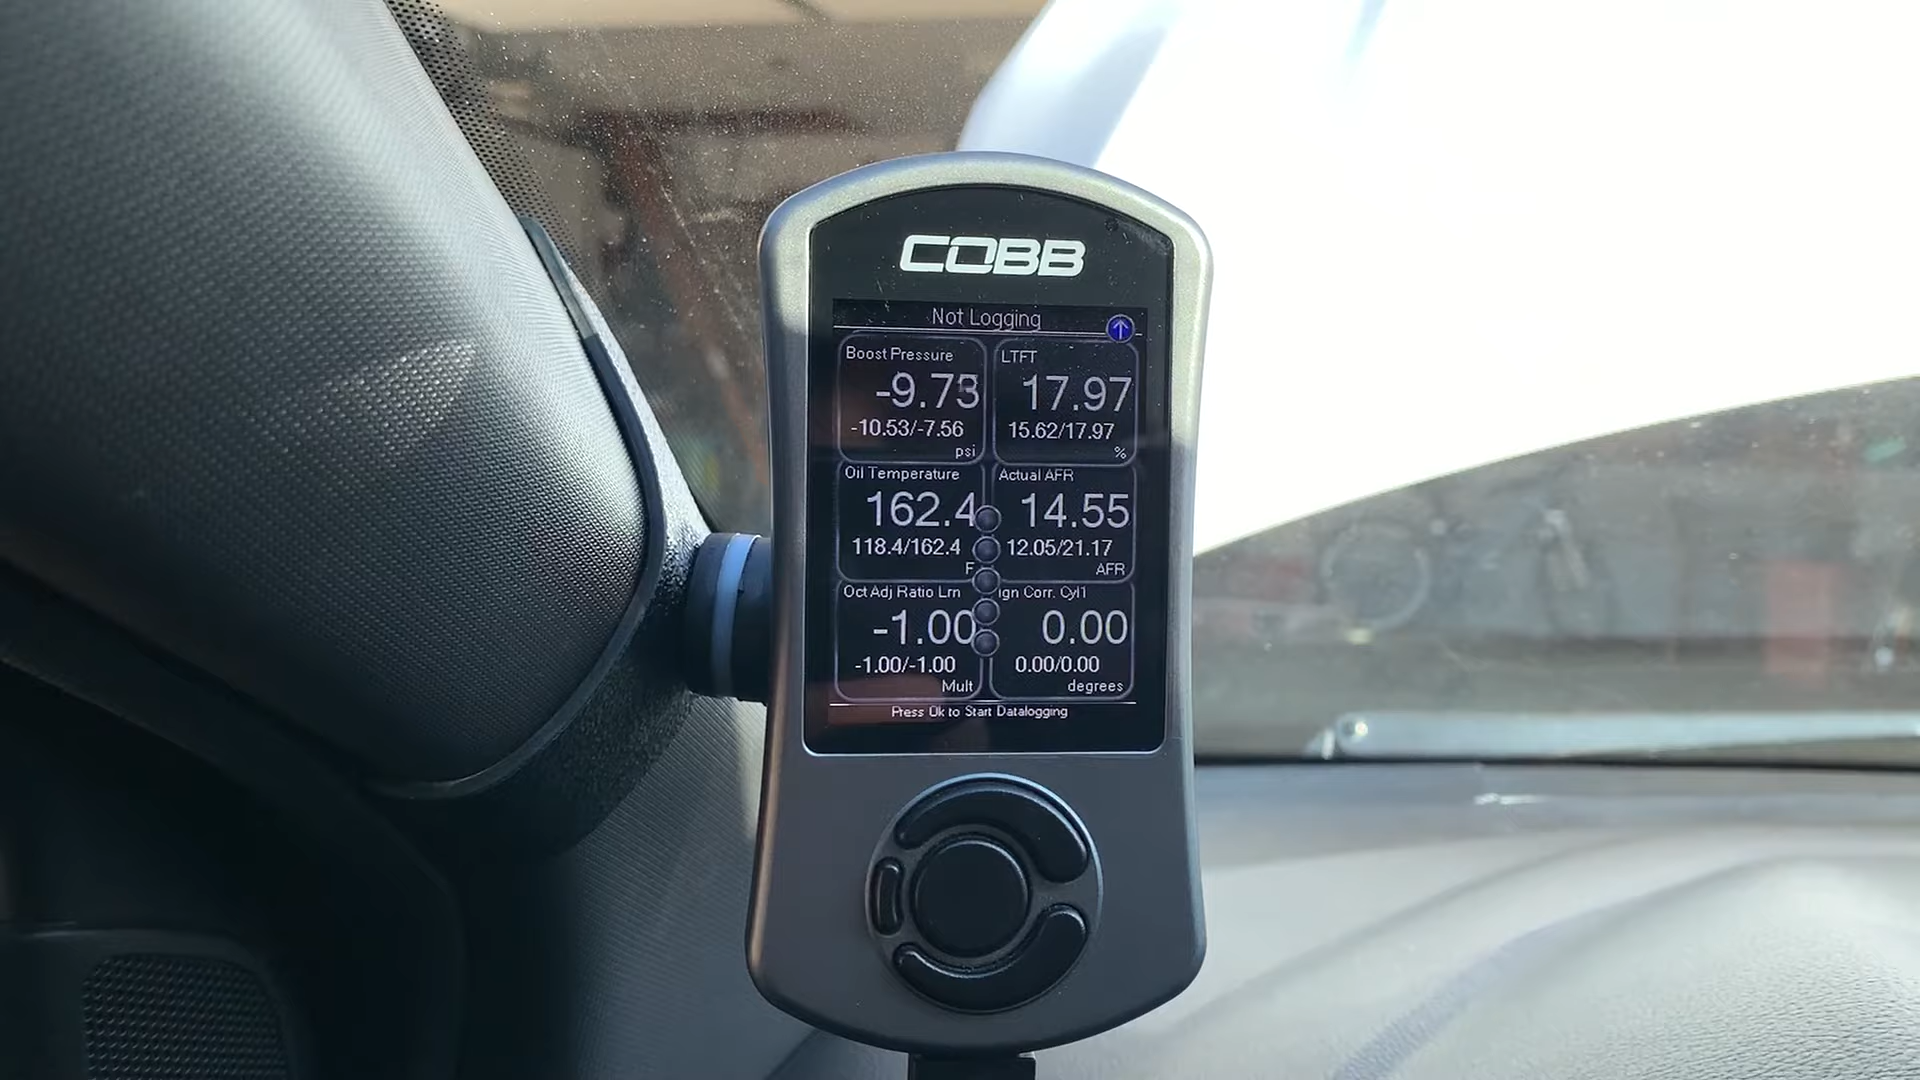 COBB
Not Logging
Boost Pressure
-9.73
-10.53/-7.56
psi
LTFT
17.97
15.62/17.97
%
Oil Temperature
162.4
118.4/162.4
F
Actual AFR
14.55
12.05/21.17
AFR
Oct Adj Ratio Lrn
-1.00
-1.00/-1.00
Mult
Ign Corr. Cyl1
0.00
0.00/0.00
degrees
Press Ok to Start Datalogging